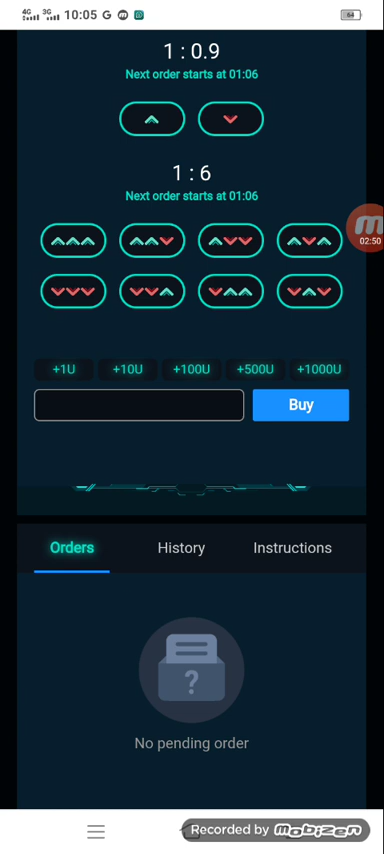 4G 3G 10:05 G 64
1 : 0.9
Next order starts at 01:06
1 : 6
Next order starts at 01:06
02:50
+1U +10U +100U +500U +1000U
Buy
Orders History Instructions
?
No pending order
Recorded by mobizen